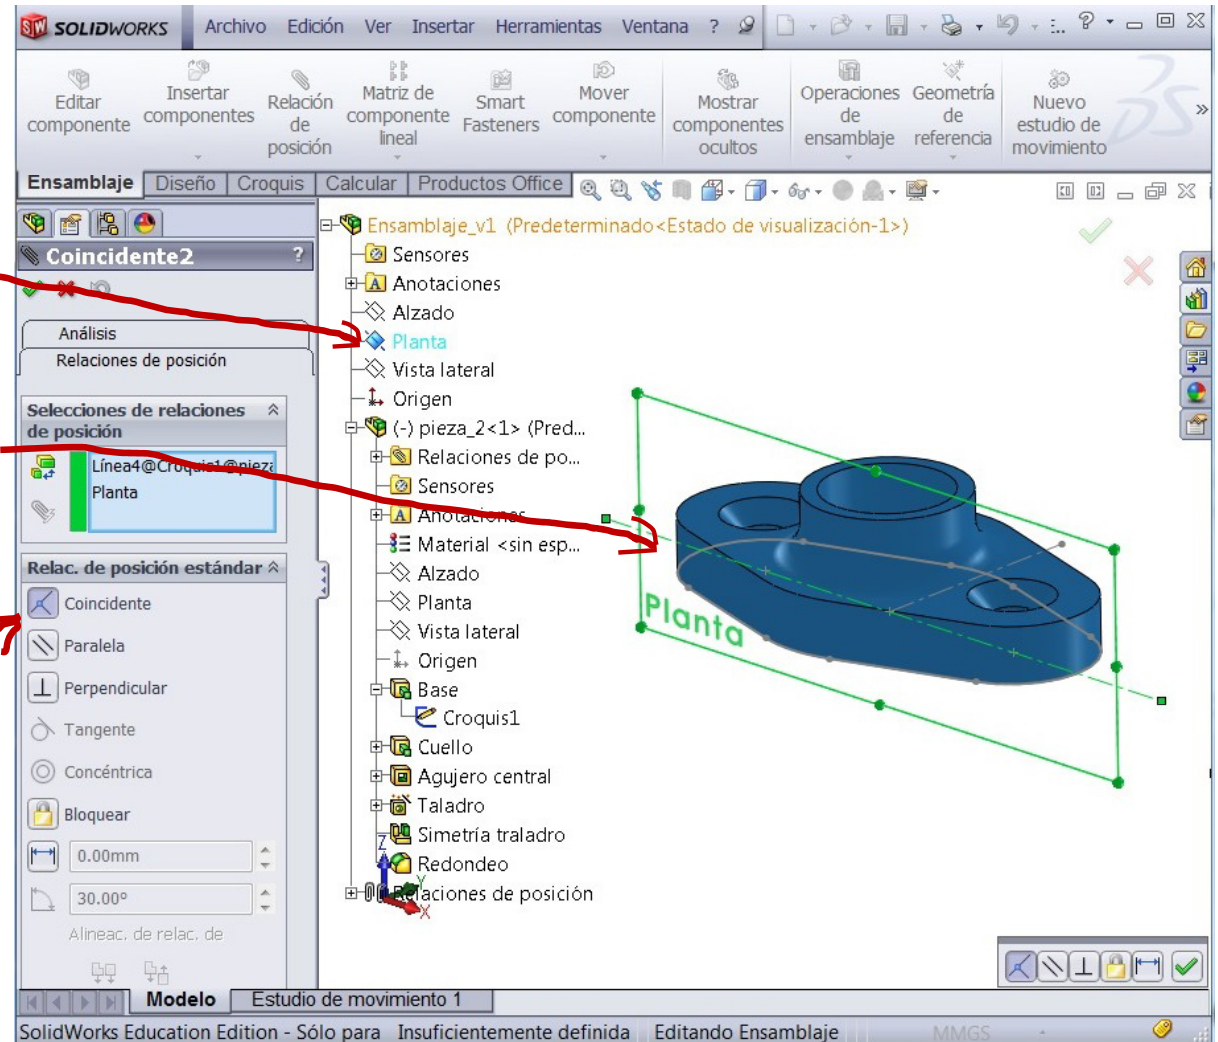 SOLIDWORKS Archivo Edición Ver Insertar Herramientas Ventana ?
Editar componente
Insertar componentes
Relación de posición
Matriz de componente lineal
Smart Fasteners
Mover componente
Mostrar componentes ocultos
Operaciones de ensamblaje
Geometría de referencia
Nuevo estudio de movimiento
Ensamblaje Diseño Croquis Calcular Productos Office
Coincidente2 ?
Análisis
Relaciones de posición
Selecciones de relaciones
de posición
Línea4@Croquis1@pieza
Planta
Relac. de posición estándar
Coincidente
Paralela
Perpendicular
Tangente
Concéntrica
Bloquear
0.00mm
30.00º
Alineac. de relac. de
Ensamblaje_v1 (Predeterminado<Estado de visualización-1>)
Sensores
Anotaciones
Alzado
Planta
Vista lateral
Origen
(-) pieza_2<1> (Pred...
Relaciones de po...
Sensores
Anotaciones
Material <sin esp...
Alzado
Planta
Vista lateral
Origen
Base
Croquis1
Cuello
Agujero central
Taladro
Simetría traladro
Redondeo
Relaciones de posición
Z
Y
X
Planta
Modelo Estudio de movimiento 1
SolidWorks Education Edition - Sólo para Insuficientemente definida Editando Ensamblaje MMGS